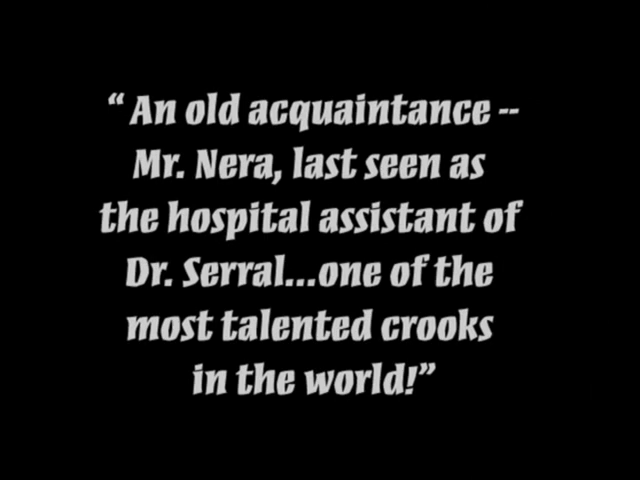 “ An old acquaintance --
Mr. Nera, last seen as
the hospital assistant of
Dr. Serral...one of the
most talented crooks
in the world!”